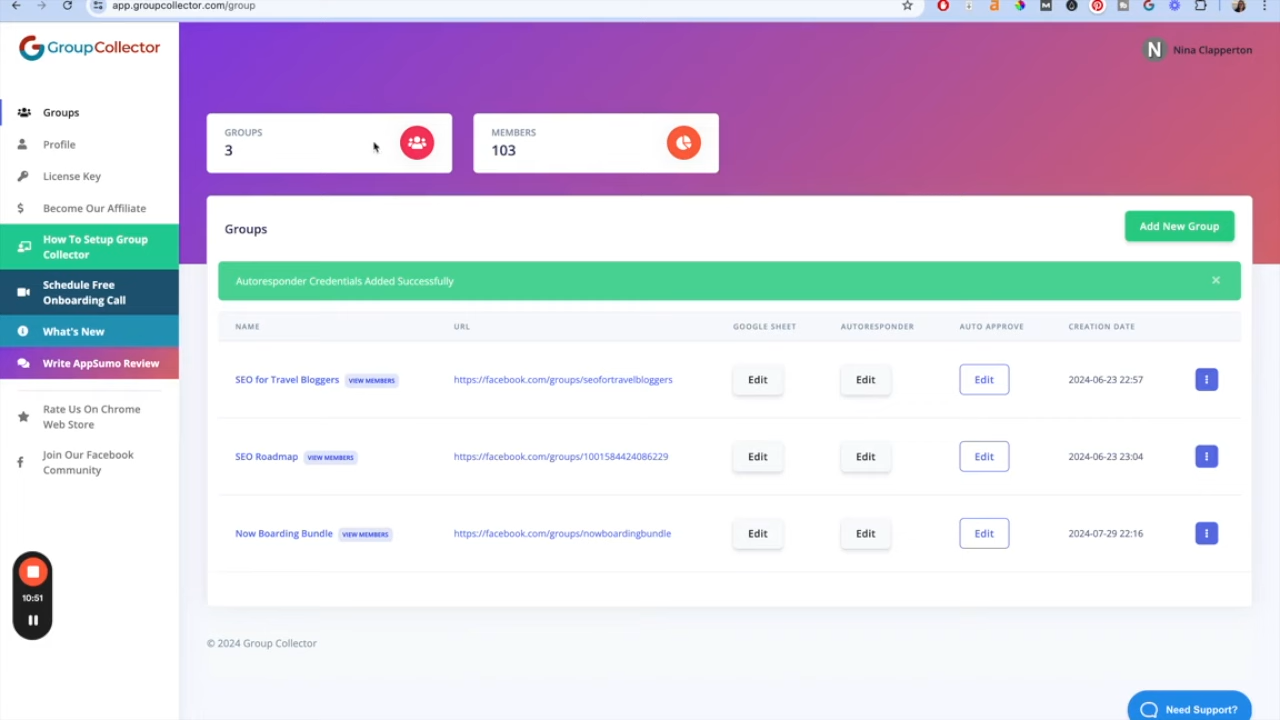 app.groupcollector.com/group
GroupCollector
N Nina Clapperton
Groups
Profile
License Key
$ Become Our Affiliate
How To Setup Group
Collector
Schedule Free
Onboarding Call
What's New
Write AppSumo Review
Rate Us On Chrome
Web Store
Join Our Facebook
Community
10:51
GROUPS
3
MEMBERS
103
Groups
Add New Group
Autoresponder Credentials Added Successfully ×
NAME URL GOOGLE SHEET AUTORESPONDER AUTO APPROVE CREATION DATE
SEO for Travel Bloggers VIEW MEMBERS https://facebook.com/groups/seofortravelbloggers Edit Edit Edit 2024-06-23 22:57
SEO Roadmap VIEW MEMBERS https://facebook.com/groups/1001584424086229 Edit Edit Edit 2024-06-23 23:04
Now Boarding Bundle VIEW MEMBERS https://facebook.com/groups/nowboardingbundle Edit Edit Edit 2024-07-29 22:16
© 2024 Group Collector
Need Support?